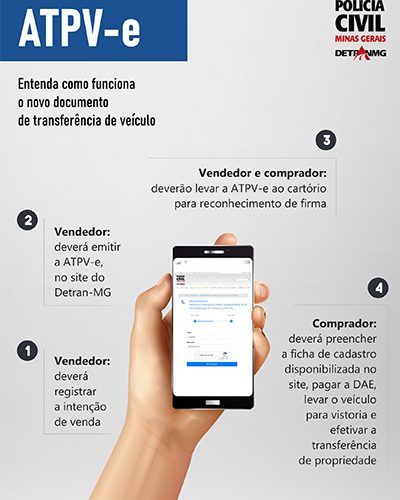 ATPV-e
POLÍCIA
CIVIL
MINAS GERAIS
DETRANMG
Entenda como funciona
o novo documento
de transferência de veículo
3
Vendedor e comprador:
deverão levar a ATPV-e ao cartório
para reconhecimento de firma
2
Vendedor:
deverá emitir
a ATPV-e,
no site do
Detran-MG
1
Vendedor:
deverá
registrar
a intenção
de venda
4
Comprador:
deverá preencher
a ficha de cadastro
disponibilizada no
site, pagar a DAE,
levar o veículo
para vistoria e
efetivar a
transferência
de propriedade